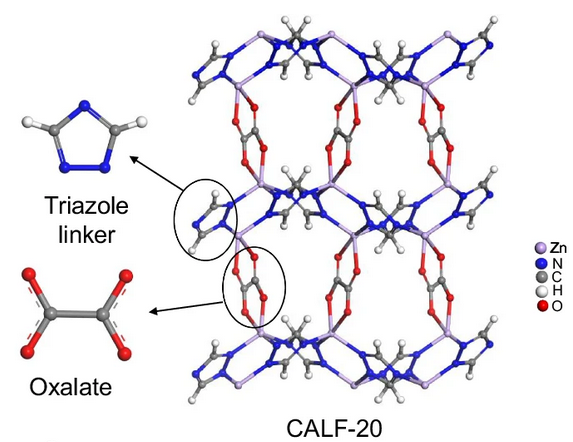 Triazole
linker
Oxalate
Zn
N
C
H
O
CALF-20